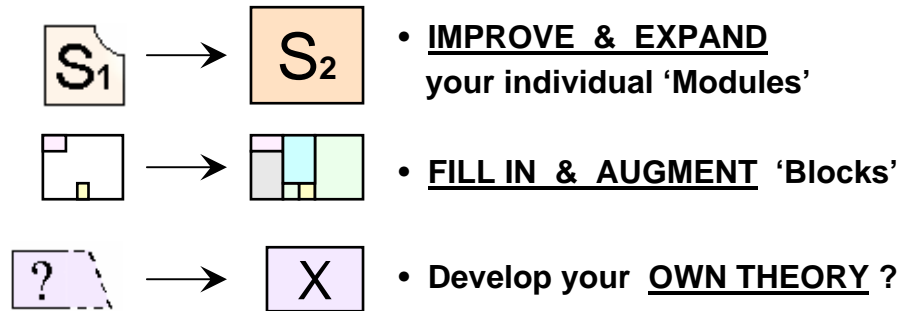 S1 S2 • IMPROVE & EXPAND
your individual ‘Modules’
• FILL IN & AUGMENT ‘Blocks’
? X • Develop your OWN THEORY ?